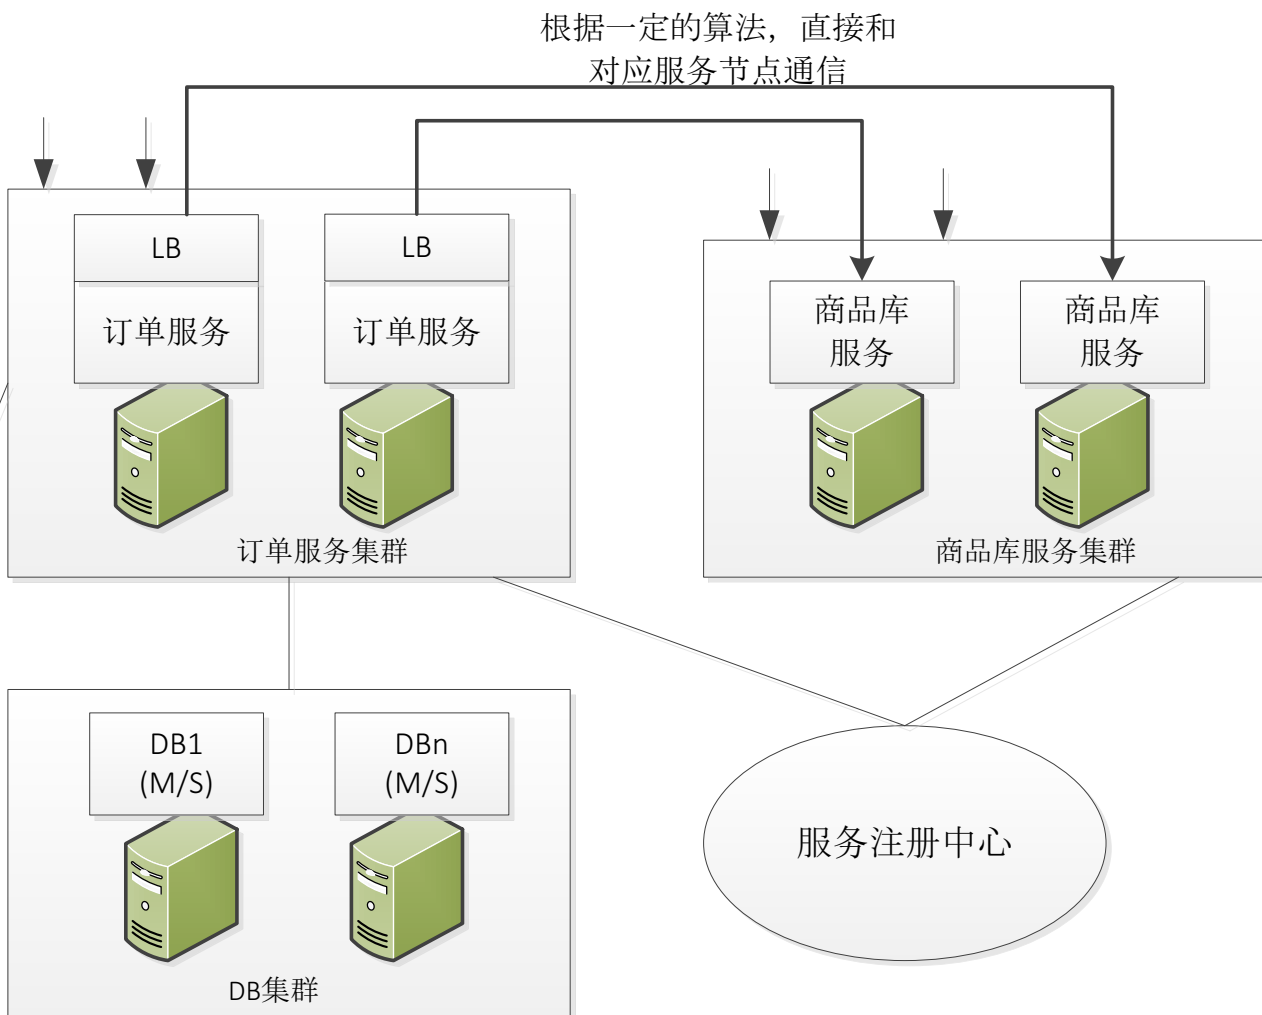 根据一定的算法，直接和
对应服务节点通信
LB
LB
订单服务
订单服务
商品库
服务
商品库
服务
订单服务集群
商品库服务集群
DB1
(M/S)
DBn
(M/S)
服务注册中心
DB集群